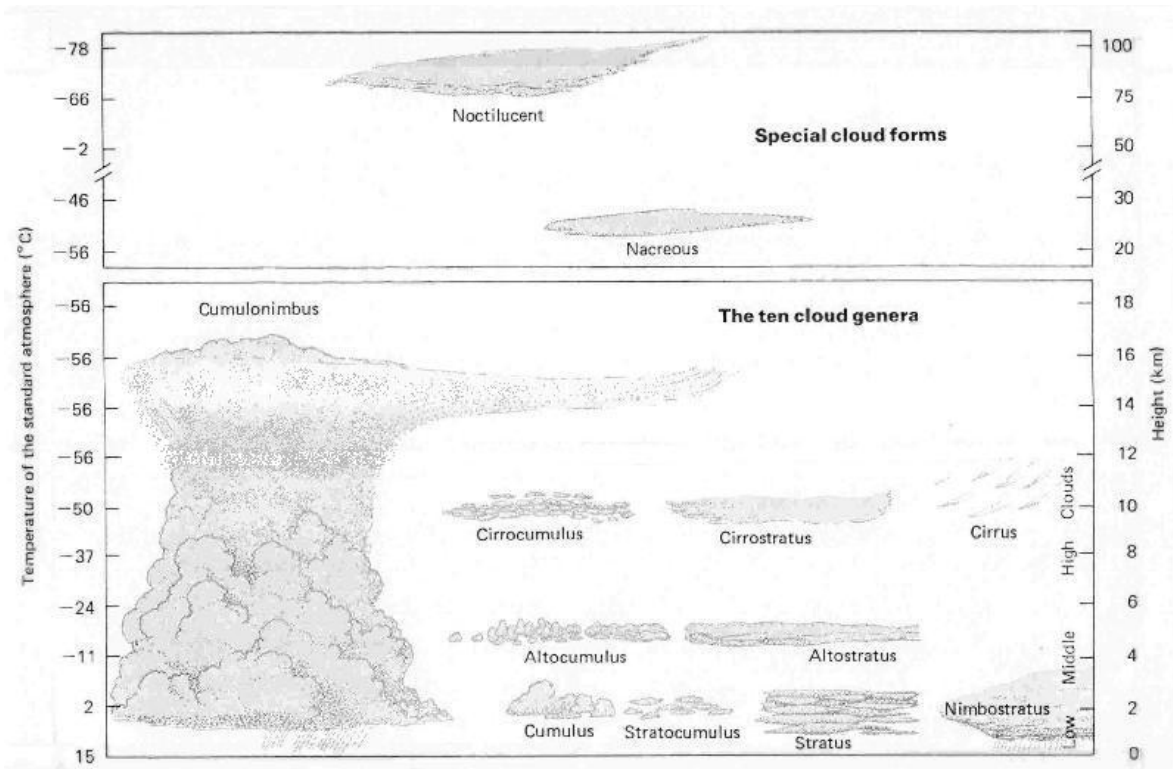 −78
100
−66
Noctilucent
75
−2
Special cloud forms
50
−46
30
Nacreous
−56
20
−56
Cumulonimbus
18
The ten cloud genera
−56
16
−56
14
−56
12
−50
10
Cirrocumulus
Cirrostratus
Cirrus
−37
8
−24
6
Altocumulus
Altostratus
−11
4
2
Nimbostratus
2
Cumulus
Stratocumulus
Stratus
15
0
Temperature of the standard atmosphere (°C)
Height (km)
High Clouds
Middle
Low